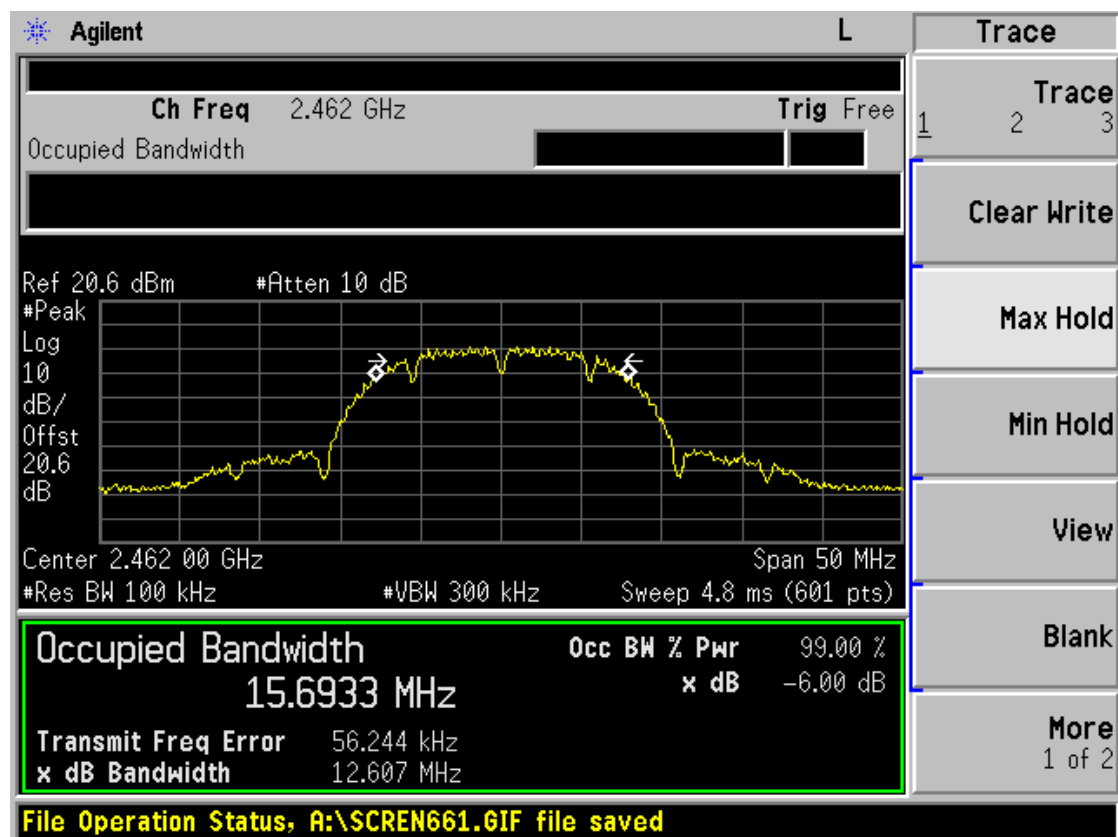 Agilent L Trace
Ch Freq 2.462 GHz Trig Free
Occupied Bandwidth
Trace
1 2 3
Clear Write
Max Hold
Min Hold
View
Blank
More
1 of 2
Ref 20.6 dBm #Atten 10 dB
#Peak
Log
10
dB/
Offst
20.6
dB
Center 2.462 00 GHz Span 50 MHz
#Res BW 100 kHz #VBW 300 kHz Sweep 4.8 ms (601 pts)
Occupied Bandwidth Occ BW % Pwr 99.00 %
15.6933 MHz x dB -6.00 dB
Transmit Freq Error 56.244 kHz
x dB Bandwidth 12.607 MHz
File Operation Status, A:\SCREN661.GIF file saved